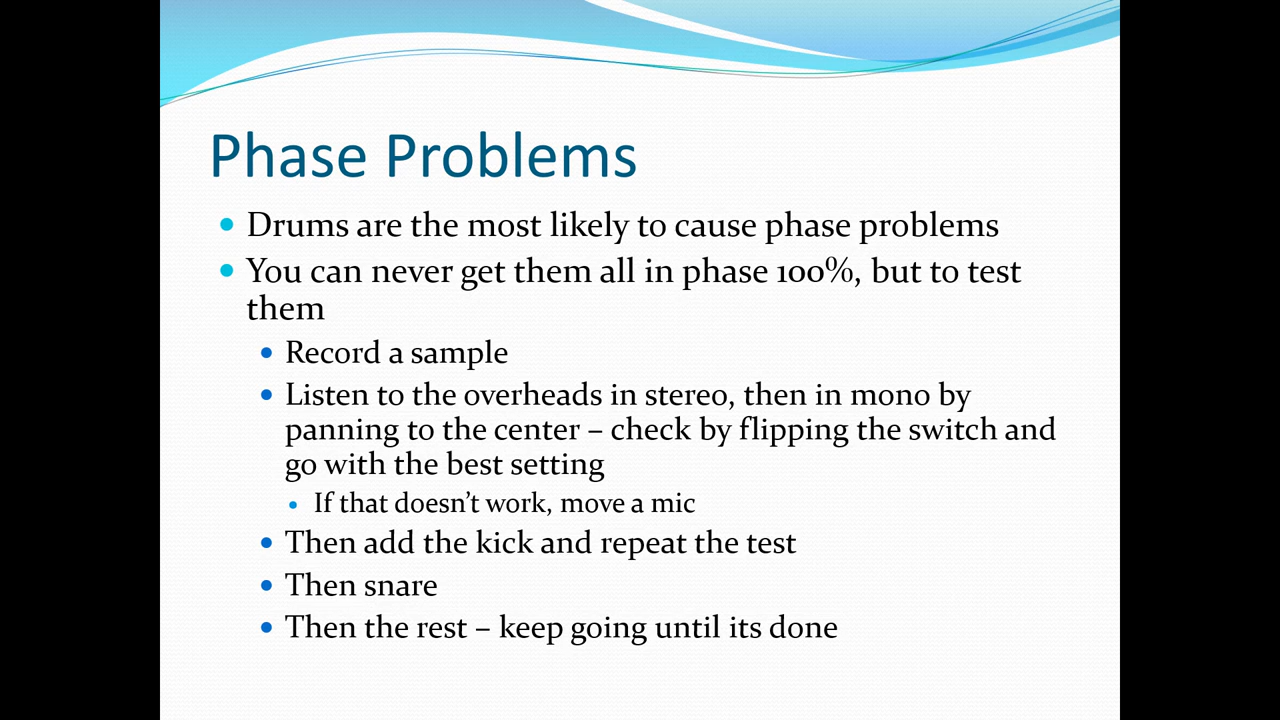 Phase Problems
Drums are the most likely to cause phase problems
You can never get them all in phase 100%, but to test
them
Record a sample
Listen to the overheads in stereo, then in mono by
panning to the center – check by flipping the switch and
go with the best setting
If that doesn’t work, move a mic
Then add the kick and repeat the test
Then snare
Then the rest – keep going until its done